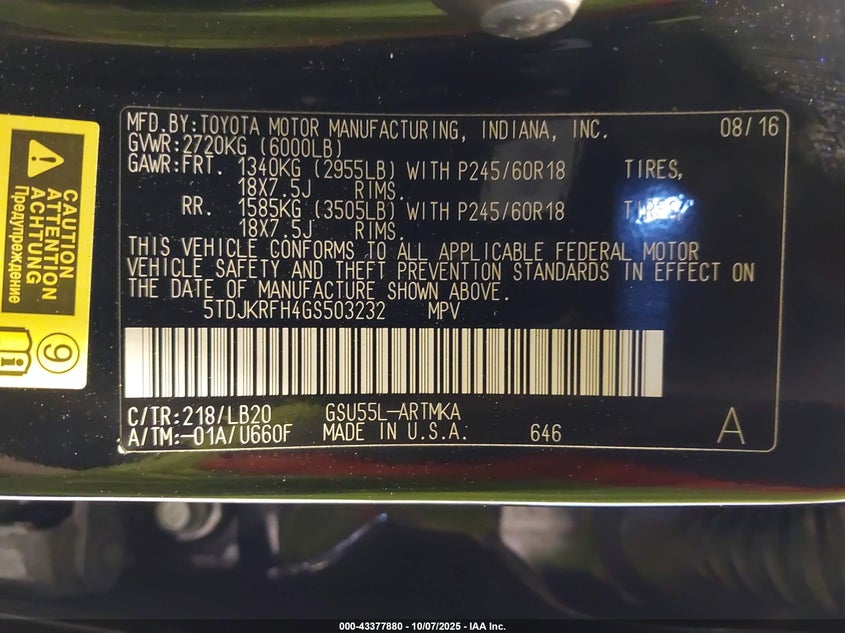 MFD.BY:TOYOTA MOTOR MANUFACTURING, INDIANA, INC. 08/16
GVWR:2720KG (6000LB)
GAWR:FRT. 1340KG (2955LB) WITH P245/60R18 TIRES,
18X7.5J RIMS.
RR. 1585KG (3505LB) WITH P245/60R18 TIRES,
18X7.5J RIMS.
THIS VEHICLE CONFORMS TO ALL APPLICABLE FEDERAL MOTOR
VEHICLE SAFETY AND THEFT PREVENTION STANDARDS IN EFFECT ON
THE DATE OF MANUFACTURE SHOWN ABOVE.
5TDJKRFH4GS503232 MPV
C/TR:218/LB20 GSU55L-ARTMKA
A/TM:-01A/U660F MADE IN U.S.A. 646 A
CAUTION
ATTENTION
ACHTUNG
Предупреждение
9
000-43377880 - 10/07/2025 - IAA Inc.